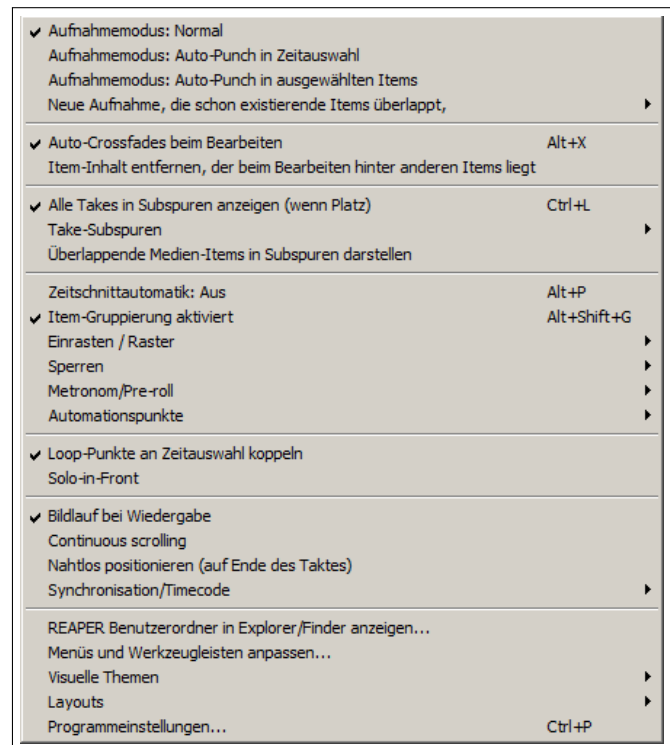 Aufnahmemodus: Normal
Aufnahmemodus: Auto-Punch in Zeitauswahl
Aufnahmemodus: Auto-Punch in ausgewählten Items
Neue Aufnahme, die schon existierende Items überlappt,
Auto-Crossfades beim Bearbeiten Alt+X
Item-Inhalt entfernen, der beim Bearbeiten hinter anderen Items liegt
Alle Takes in Subspuren anzeigen (wenn Platz) Ctrl+L
Take-Subspuren
Überlappende Medien-Items in Subspuren darstellen
Zeitschnittautomatik: Aus Alt+P
Item-Gruppierung aktiviert Alt+Shift+G
Einrasten / Raster
Sperren
Metronom/Pre-roll
Automationspunkte
Loop-Punkte an Zeitauswahl koppeln
Solo-in-Front
Bildlauf bei Wiedergabe
Continuous scrolling
Nahtlos positionieren (auf Ende des Taktes)
Synchronisation/Timecode
REAPER Benutzerordner in Explorer/Finder anzeigen...
Menüs und Werkzeugleisten anpassen...
Visuelle Themen
Layouts
Programmeinstellungen... Ctrl+P